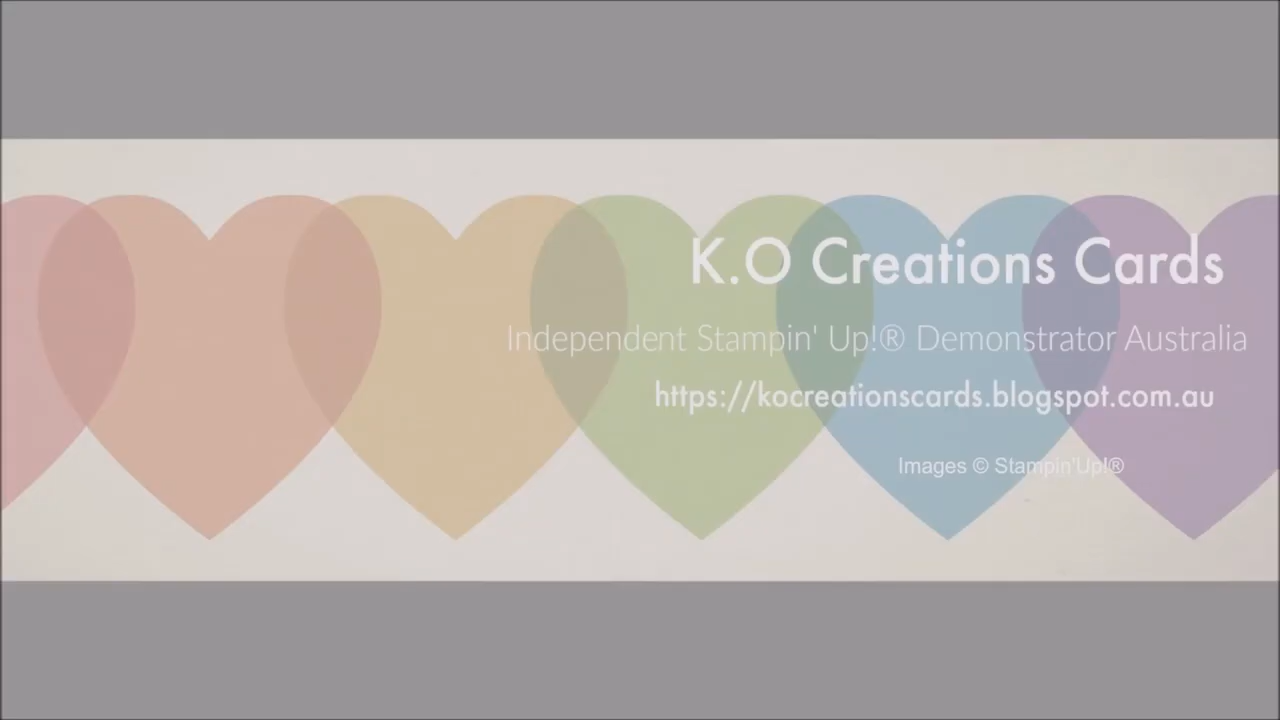 K.O Creations Cards
Independent Stampin' Up!® Demonstrator Australia
https://kocreationscards.blogspot.com.au
Images © Stampin'Up!®